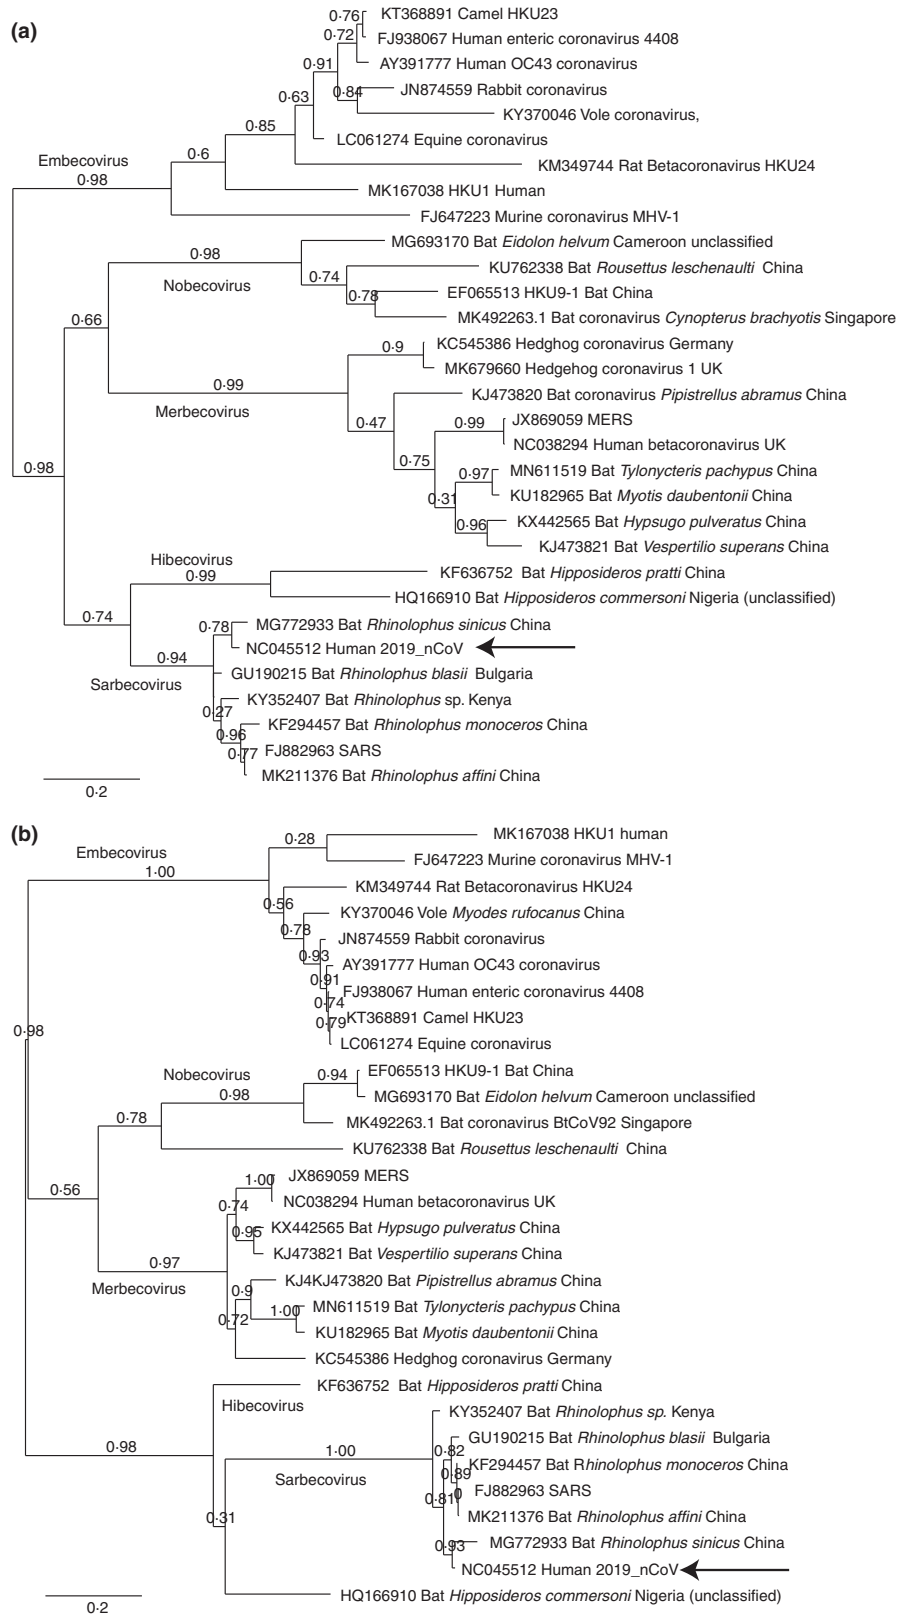 (a)
0·76
KT368891 Camel HKU23
0·72
FJ938067 Human enteric coronavirus 4408
0·91
AY391777 Human OC43 coronavirus
0·84
JN874559 Rabbit coronavirus
0·63
KY370046 Vole coronavirus,
0·85
LC061274 Equine coronavirus
Embecovirus
0·6
KM349744 Rat Betacoronavirus HKU24
0·98
MK167038 HKU1 Human
FJ647223 Murine coronavirus MHV-1
MG693170 Bat Eidolon helvum Cameroon unclassified
0·98
KU762338 Bat Rousettus leschenaulti China
0·74
Nobecovirus
EF065513 HKU9-1 Bat China
0·78
MK492263.1 Bat coronavirus Cynopterus brachyotis Singapore
0·66
KC545386 Hedghog coronavirus Germany
0·9
MK679660 Hedgehog coronavirus 1 UK
0·99
KJ473820 Bat coronavirus Pipistrellus abramus China
Merbecovirus
0·47
0·99
JX869059 MERS
NC038294 Human betacoronavirus UK
0·98
0·75
0·97
MN611519 Bat Tylonycteris pachypus China
0·31
KU182965 Bat Myotis daubentonii China
0·96
KX442565 Bat Hypsugo pulveratus China
KJ473821 Bat Vespertilio superans China
Hibecovirus
0·99
KF636752 Bat Hipposideros pratti China
HQ166910 Bat Hipposideros commersoni Nigeria (unclassified)
0·74
0·78
MG772933 Bat Rhinolophus sinicus China
NC045512 Human 2019_nCoV
0·94
GU190215 Bat Rhinolophus blasii Bulgaria
Sarbecovirus
KY352407 Bat Rhinolophus sp. Kenya
0·27
KF294457 Bat Rhinolophus monoceros China
0·96
FJ882963 SARS
0·77
MK211376 Bat Rhinolophus affini China
0·2
(b)
0·28
MK167038 HKU1 human
Embecovirus
FJ647223 Murine coronavirus MHV-1
1·00
KM349744 Rat Betacoronavirus HKU24
0·56
KY370046 Vole Myodes rufocanus China
0·78
JN874559 Rabbit coronavirus
0·93
AY391777 Human OC43 coronavirus
0·91
FJ938067 Human enteric coronavirus 4408
0·74
KT368891 Camel HKU23
0·79
LC061274 Equine coronavirus
0·98
Nobecovirus
0·94
EF065513 HKU9-1 Bat China
0·98
MG693170 Bat Eidolon helvum Cameroon unclassified
0·78
MK492263.1 Bat coronavirus BtCoV92 Singapore
KU762338 Bat Rousettus leschenaulti China
0·56
1·00
JX869059 MERS
NC038294 Human betacoronavirus UK
0·74
KX442565 Bat Hypsugo pulveratus China
0·95
KJ473821 Bat Vespertilio superans China
0·97
Merbecovirus
KJ4KJ473820 Bat Pipistrellus abramus China
0·9
1·00
MN611519 Bat Tylonycteris pachypus China
0·72
KU182965 Bat Myotis daubentonii China
KC545386 Hedghog coronavirus Germany
KF636752 Bat Hipposideros pratti China
Hibecovirus
KY352407 Bat Rhinolophus sp. Kenya
0·98
1·00
0·82
GU190215 Bat Rhinolophus blasii Bulgaria
Sarbecovirus
0·89
KF294457 Bat Rhinolophus monoceros China
0·81
0
FJ882963 SARS
0·31
MK211376 Bat Rhinolophus affini China
0·93
MG772933 Bat Rhinolophus sinicus China
NC045512 Human 2019_nCoV
HQ166910 Bat Hipposideros commersoni Nigeria (unclassified)
0·2